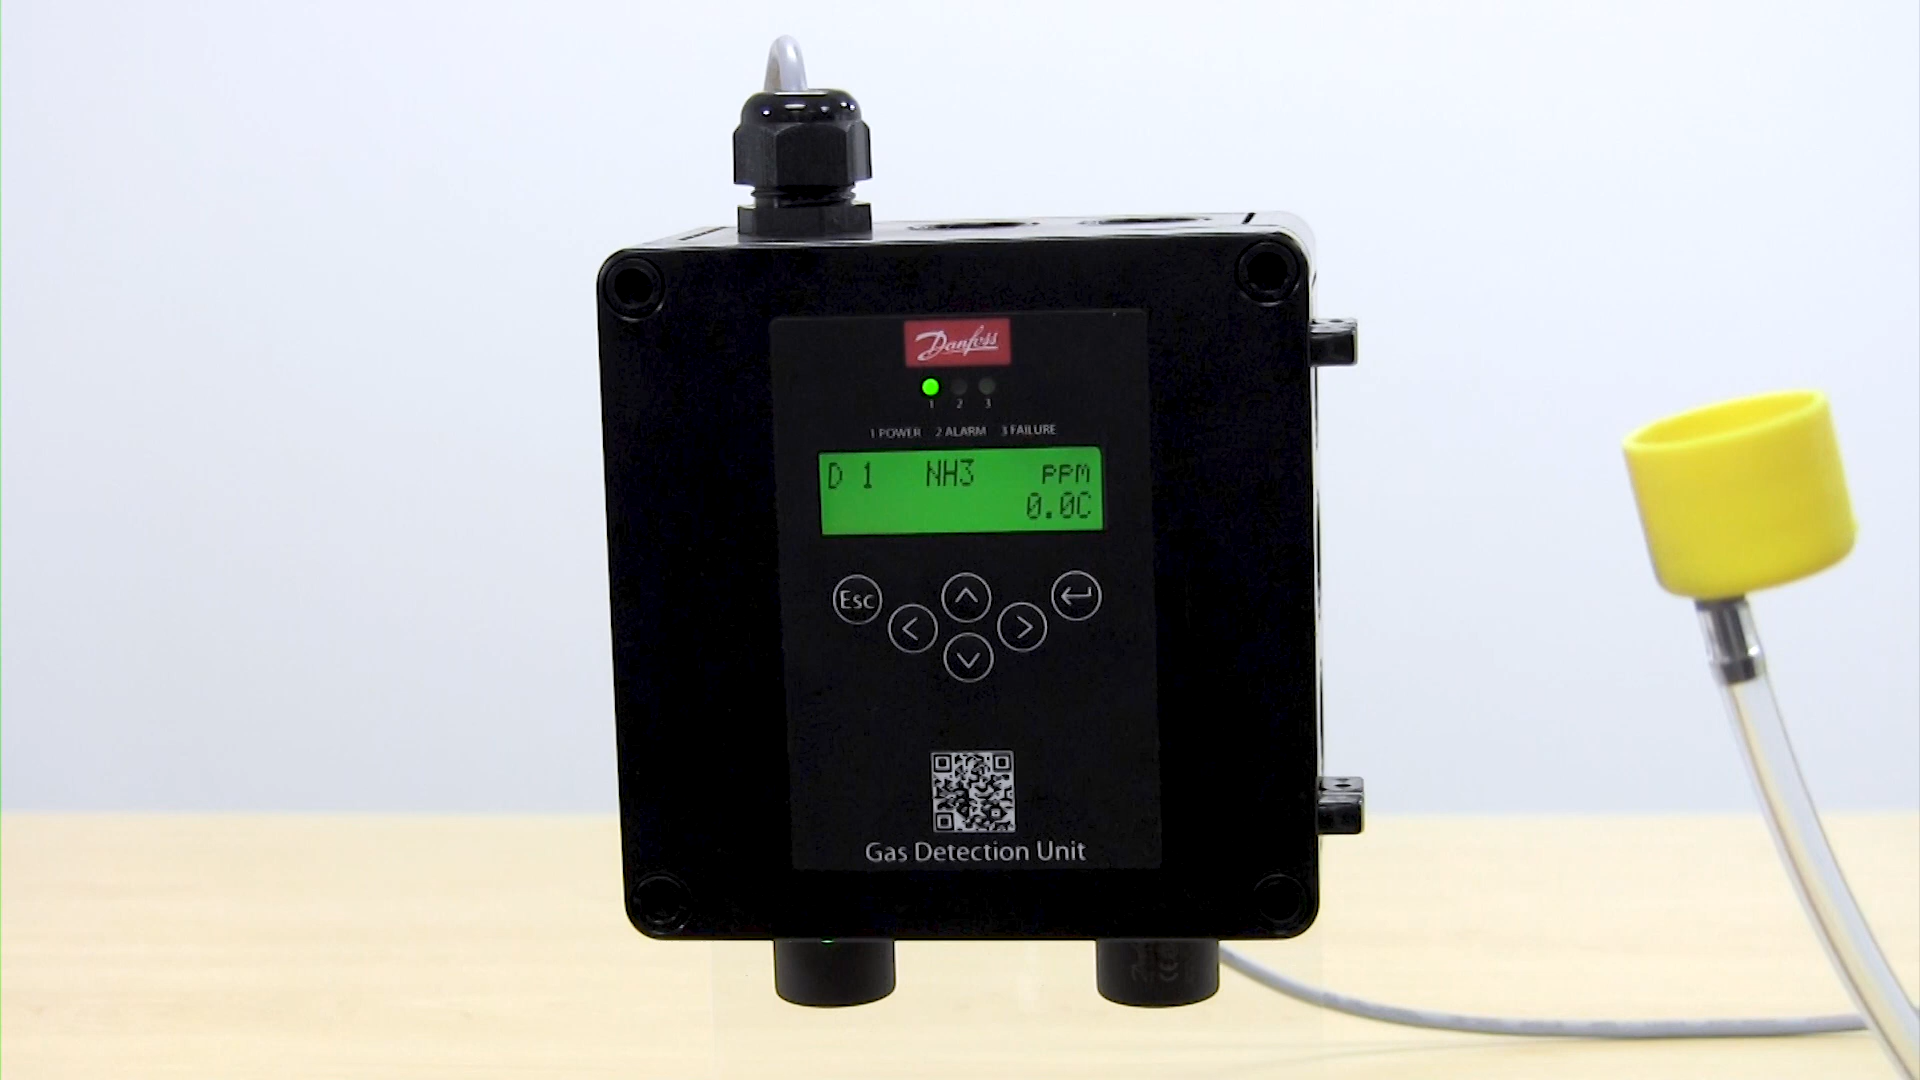 Danfoss
1 2 3
1 POWER 2 ALARM 3 FAILURE
D 1 NH3 ppm
0.0C
Esc
Gas Detection Unit
CE